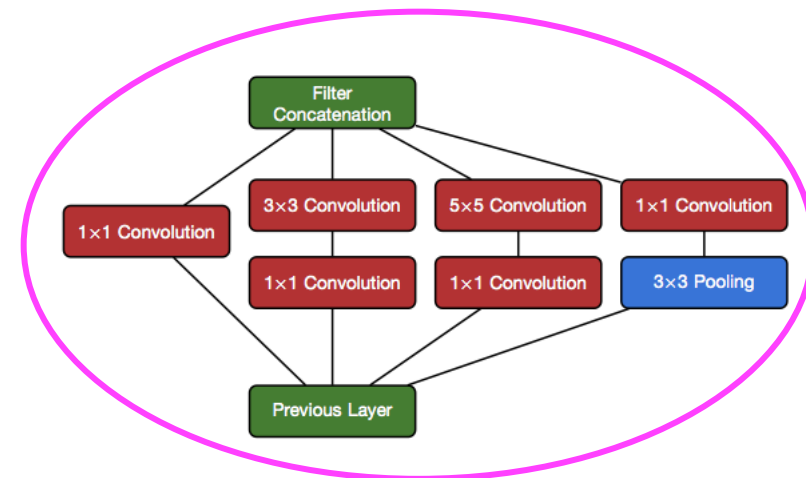 Filter
Concatenation
3×3 Convolution
5×5 Convolution
1×1 Convolution
1×1 Convolution
1×1 Convolution
1×1 Convolution
3×3 Pooling
Previous Layer